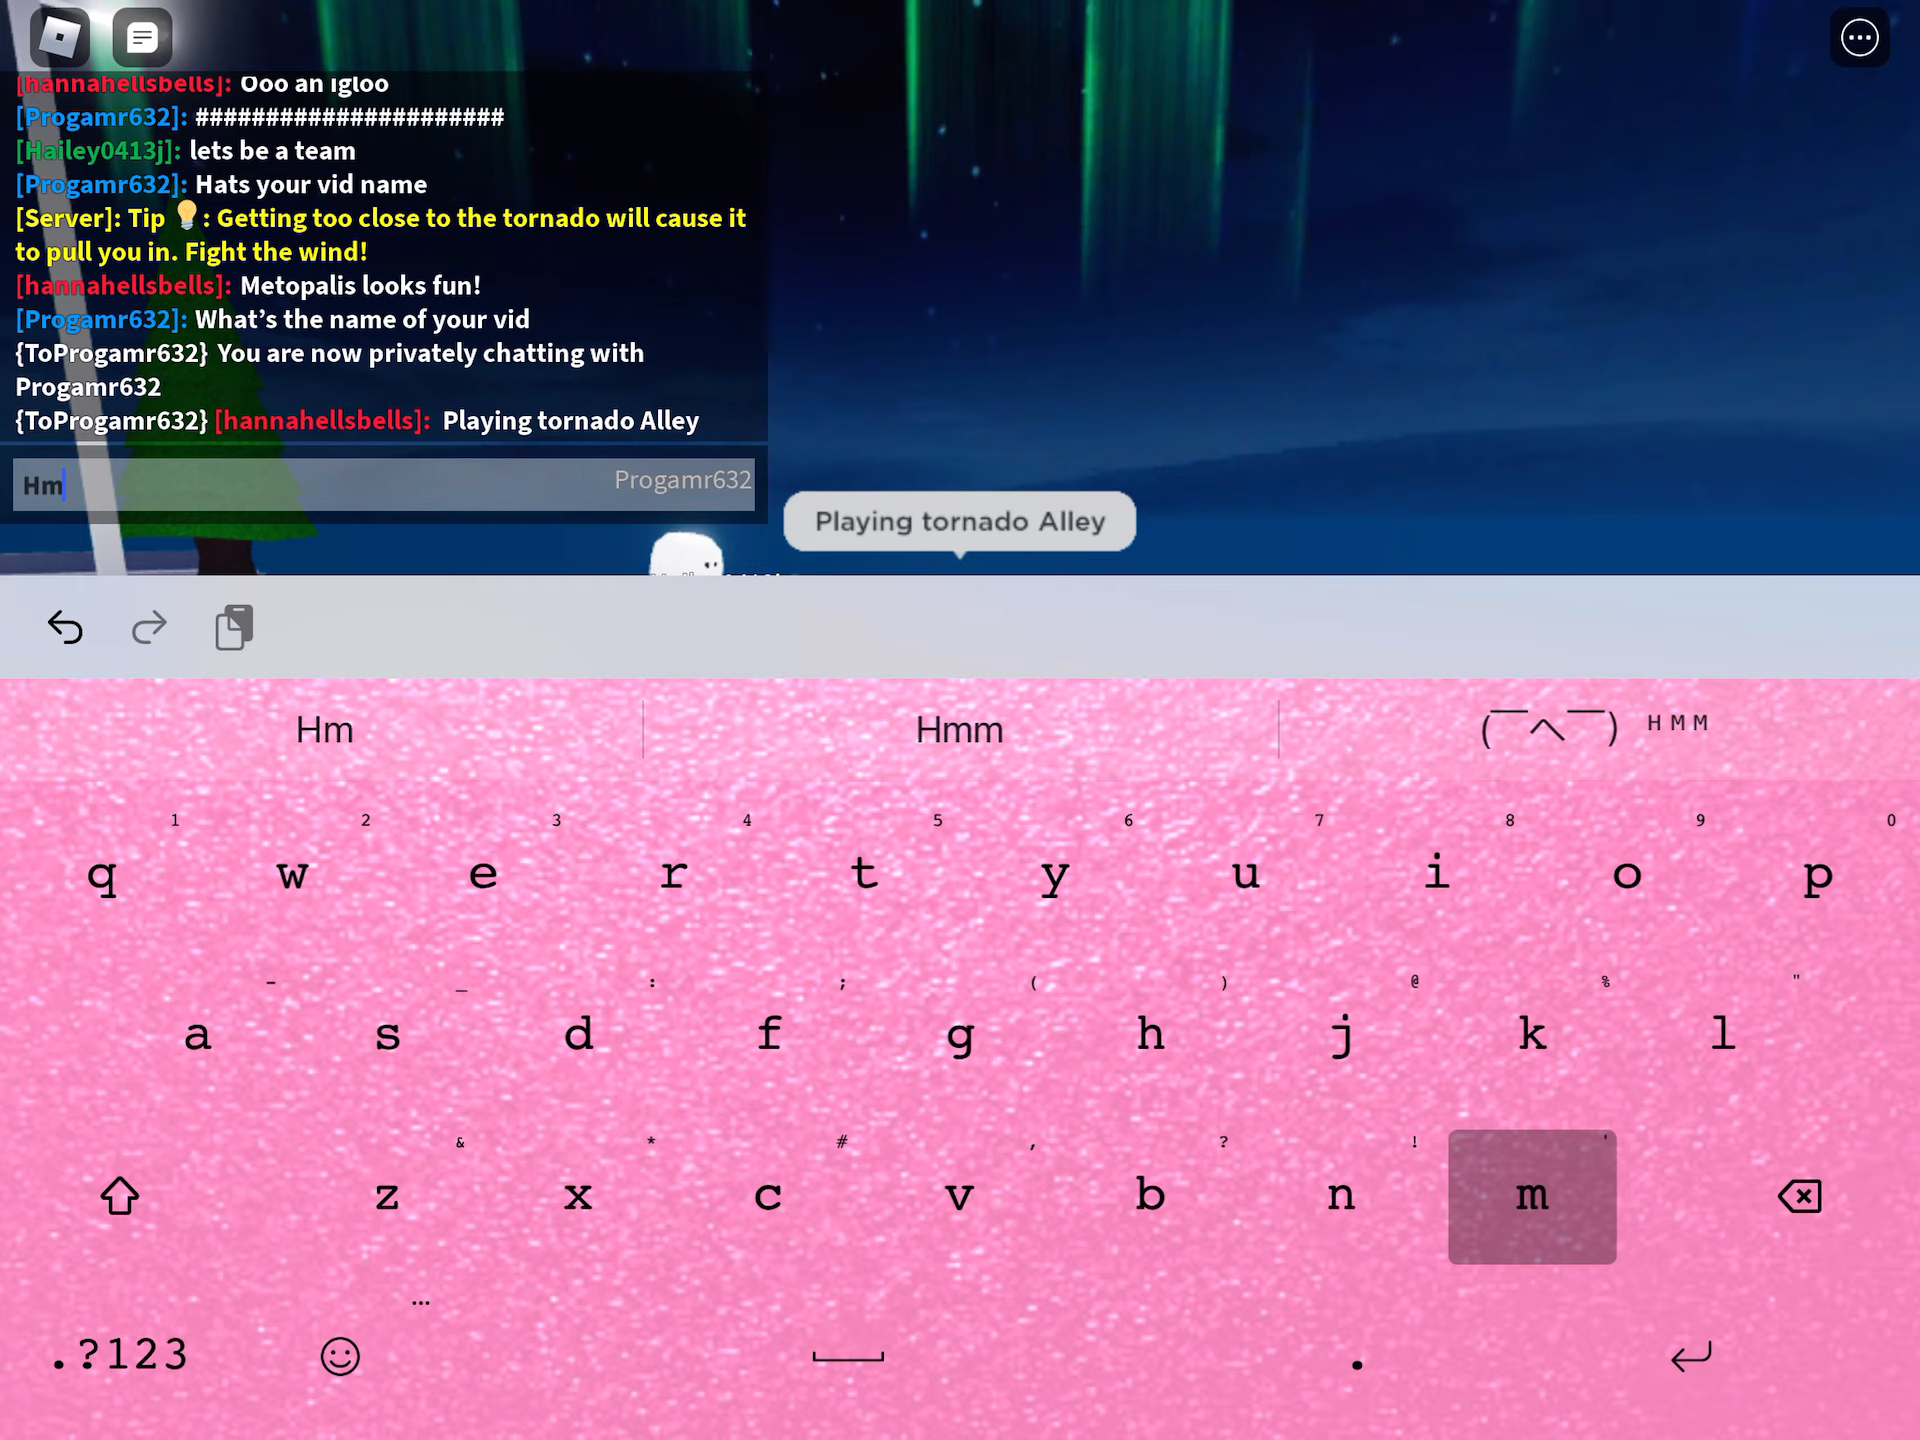 [hannahellsbells]: Ooo an igloo
[Progamr632]: ######################
[Hailey0413j]: lets be a team
[Progamr632]: Hats your vid name
[Server]: Tip 💡: Getting too close to the tornado will cause it
to pull you in. Fight the wind!
[hannahellsbells]: Metopalis looks fun!
[Progamr632]: What’s the name of your vid
{ToProgamr632} You are now privately chatting with
Progamr632
{ToProgamr632} [hannahellsbells]: Playing tornado Alley
Hm Progamr632
Playing tornado Alley
Hm Hmm (￣ヘ￣) HMM
1 2 3 4 5 6 7 8 9 0
q w e r t y u i o p
- _ : ; ( ) @ % "
a s d f g h j k l
& * # , ? ! '
z x c v b n m
...
.?123 .